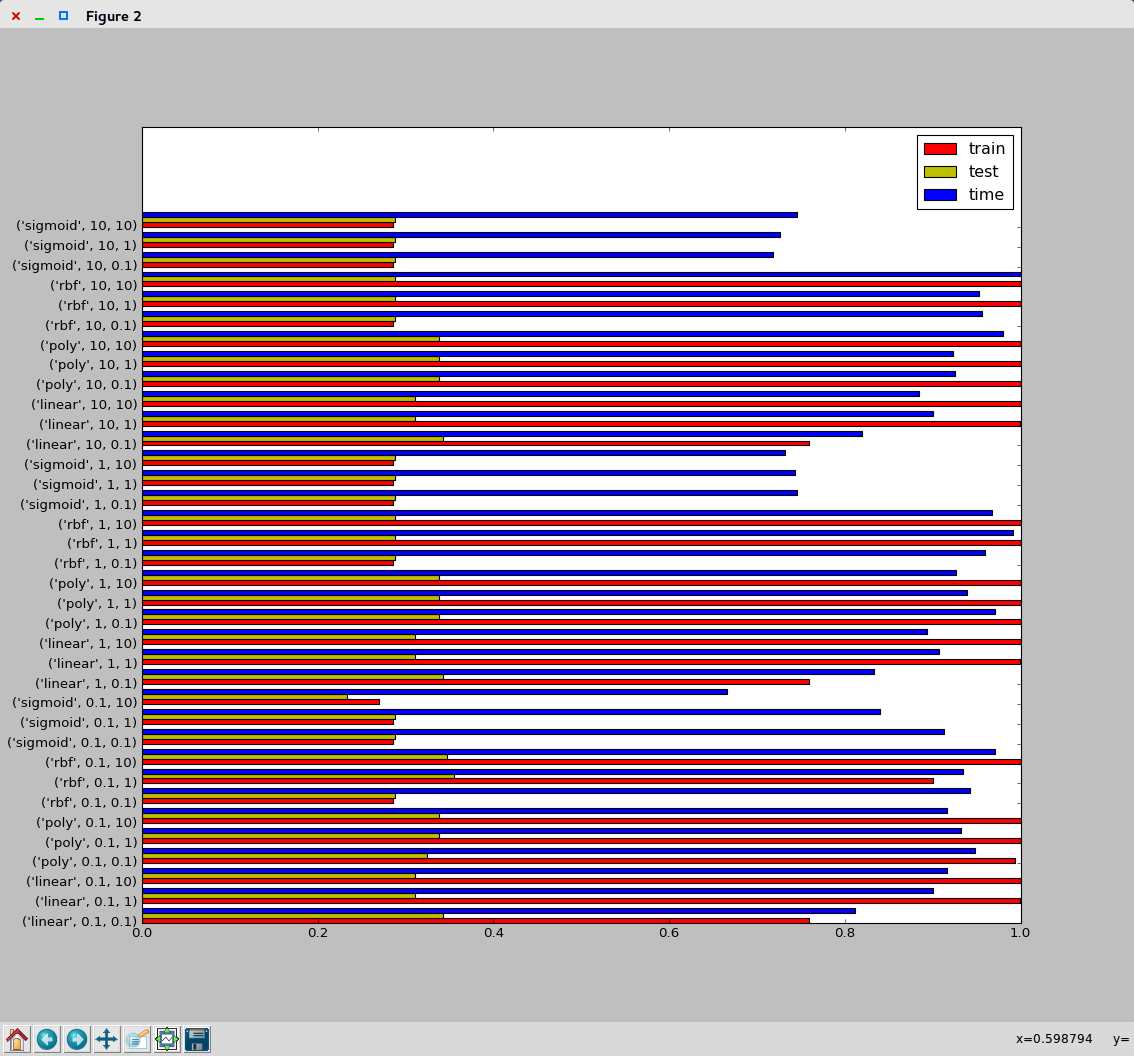 Figure 2
train
test
time
('sigmoid', 10, 10)
('sigmoid', 10, 1)
('sigmoid', 10, 0.1)
('rbf', 10, 10)
('rbf', 10, 1)
('rbf', 10, 0.1)
('poly', 10, 10)
('poly', 10, 1)
('poly', 10, 0.1)
('linear', 10, 10)
('linear', 10, 1)
('linear', 10, 0.1)
('sigmoid', 1, 10)
('sigmoid', 1, 1)
('sigmoid', 1, 0.1)
('rbf', 1, 10)
('rbf', 1, 1)
('rbf', 1, 0.1)
('poly', 1, 10)
('poly', 1, 1)
('poly', 1, 0.1)
('linear', 1, 10)
('linear', 1, 1)
('linear', 1, 0.1)
('sigmoid', 0.1, 10)
('sigmoid', 0.1, 1)
('sigmoid', 0.1, 0.1)
('rbf', 0.1, 10)
('rbf', 0.1, 1)
('rbf', 0.1, 0.1)
('poly', 0.1, 10)
('poly', 0.1, 1)
('poly', 0.1, 0.1)
('linear', 0.1, 10)
('linear', 0.1, 1)
('linear', 0.1, 0.1)
0.0 0.2 0.4 0.6 0.8 1.0
x=0.598794 y=